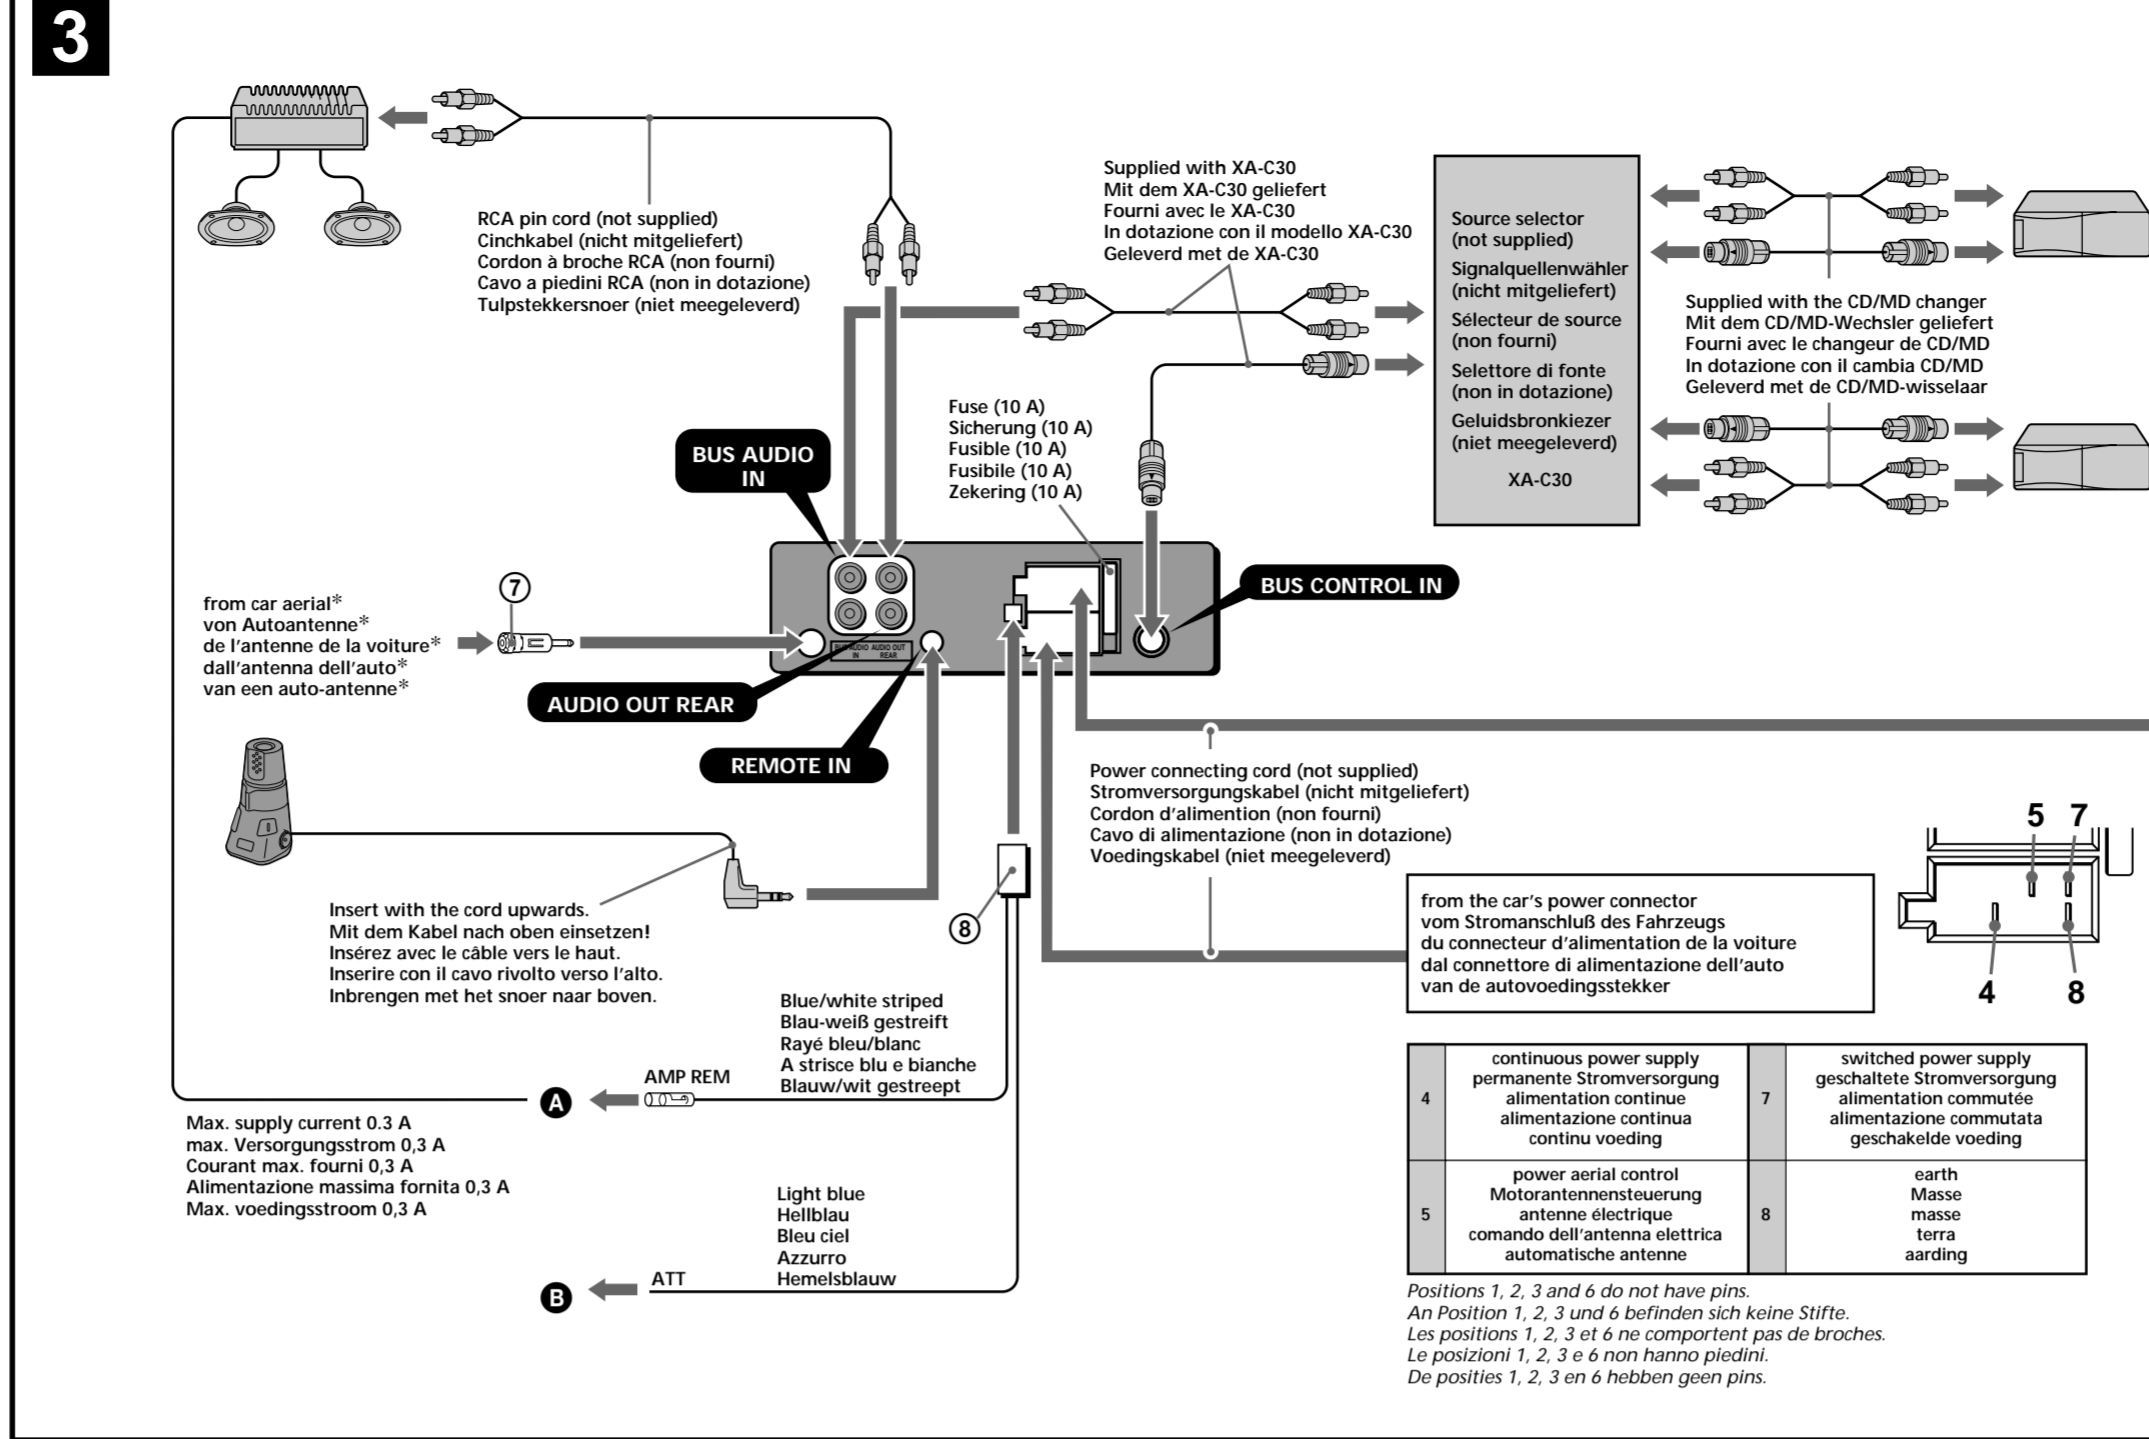 3
RCA pin cord (not supplied)
Cinchkabel (nicht mitgeliefert)
Cordon à broche RCA (non fourni)
Cavo a piedini RCA (non in dotazione)
Tulpstekkersnoer (niet meegeleverd)
Supplied with XA-C30
Mit dem XA-C30 geliefert
Fourni avec le XA-C30
In dotazione con il modello XA-C30
Geleverd met de XA-C30
Source selector
(not supplied)
Signalquellenwähler
(nicht mitgeliefert)
Sélecteur de source
(non fourni)
Selettore di fonte
(non in dotazione)
Geluidsbronkiezer
(niet meegeleverd)
XA-C30
Supplied with the CD/MD changer
Mit dem CD/MD-Wechsler geliefert
Fourni avec le changeur de CD/MD
In dotazione con il cambia CD/MD
Geleverd met de CD/MD-wisselaar
Fuse (10 A)
Sicherung (10 A)
Fusible (10 A)
Fusibile (10 A)
Zekering (10 A)
BUS AUDIO
IN
BUS CONTROL IN
from car aerial*
von Autoantenne*
de l'antenne de la voiture*
dall'antenna dell'auto*
van een auto-antenne*
7
BUS AUDIO AUDIO OUT
IN REAR
AUDIO OUT REAR
REMOTE IN
Power connecting cord (not supplied)
Stromversorgungskabel (nicht mitgeliefert)
Cordon d'alimention (non fourni)
Cavo di alimentazione (non in dotazione)
Voedingskabel (niet meegeleverd)
5 7
4 8
8
from the car's power connector
vom Stromanschluß des Fahrzeugs
du connecteur d'alimentation de la voiture
dal connettore di alimentazione dell'auto
van de autovoedingsstekker
Insert with the cord upwards.
Mit dem Kabel nach oben einsetzen!
Insérez avec le câble vers le haut.
Inserire con il cavo rivolto verso l'alto.
Inbrengen met het snoer naar boven.
Blue/white striped
Blau-weiß gestreift
Rayé bleu/blanc
A strisce blu e bianche
Blauw/wit gestreept
A
AMP REM
Max. supply current 0.3 A
max. Versorgungsstrom 0,3 A
Courant max. fourni 0,3 A
Alimentazione massima fornita 0,3 A
Max. voedingsstroom 0,3 A
Light blue
Hellblau
Bleu ciel
Azzurro
Hemelsblauw
B
ATT
4
continuous power supply
permanente Stromversorgung
alimentation continue
alimentazione continua
continu voeding
7
switched power supply
geschaltete Stromversorgung
alimentation commutée
alimentazione commutata
geschakelde voeding
5
power aerial control
Motorantennensteuerung
antenne électrique
comando dell'antenna elettrica
automatische antenne
8
earth
Masse
masse
terra
aarding
Positions 1, 2, 3 and 6 do not have pins.
An Position 1, 2, 3 und 6 befinden sich keine Stifte.
Les positions 1, 2, 3 et 6 ne comportent pas de broches.
Le posizioni 1, 2, 3 e 6 non hanno piedini.
De posities 1, 2, 3 en 6 hebben geen pins.